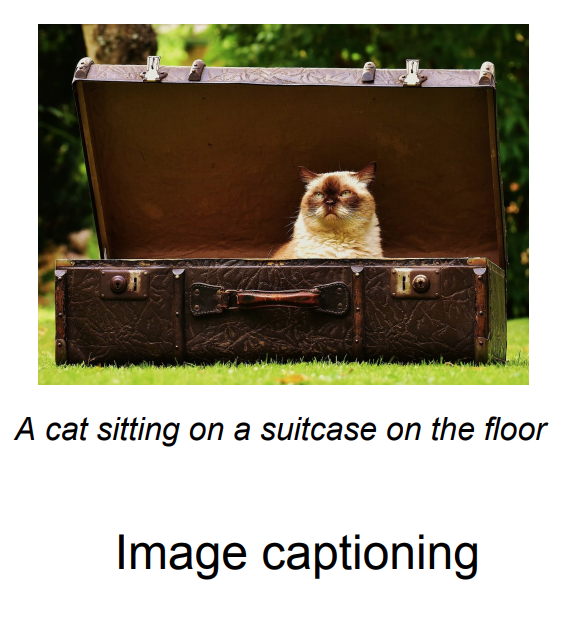 A cat sitting on a suitcase on the floor
Image captioning